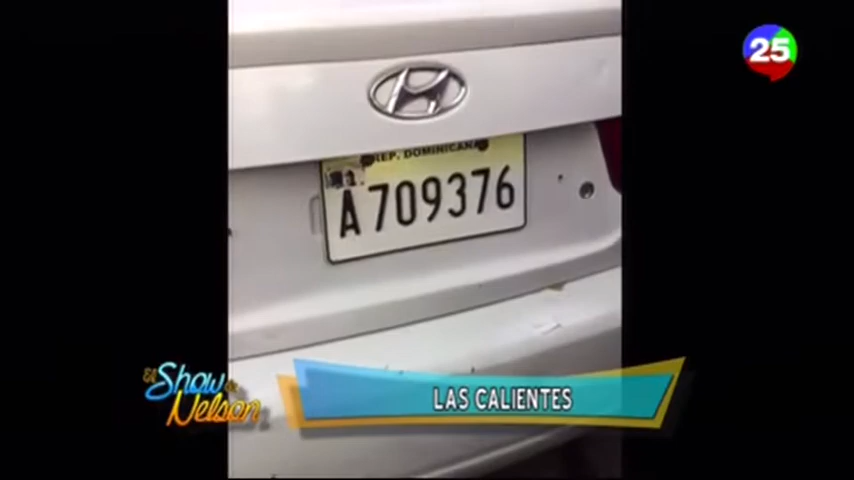 25
REP. DOMINICANA
A709376
El Show de Nelson
LAS CALIENTES